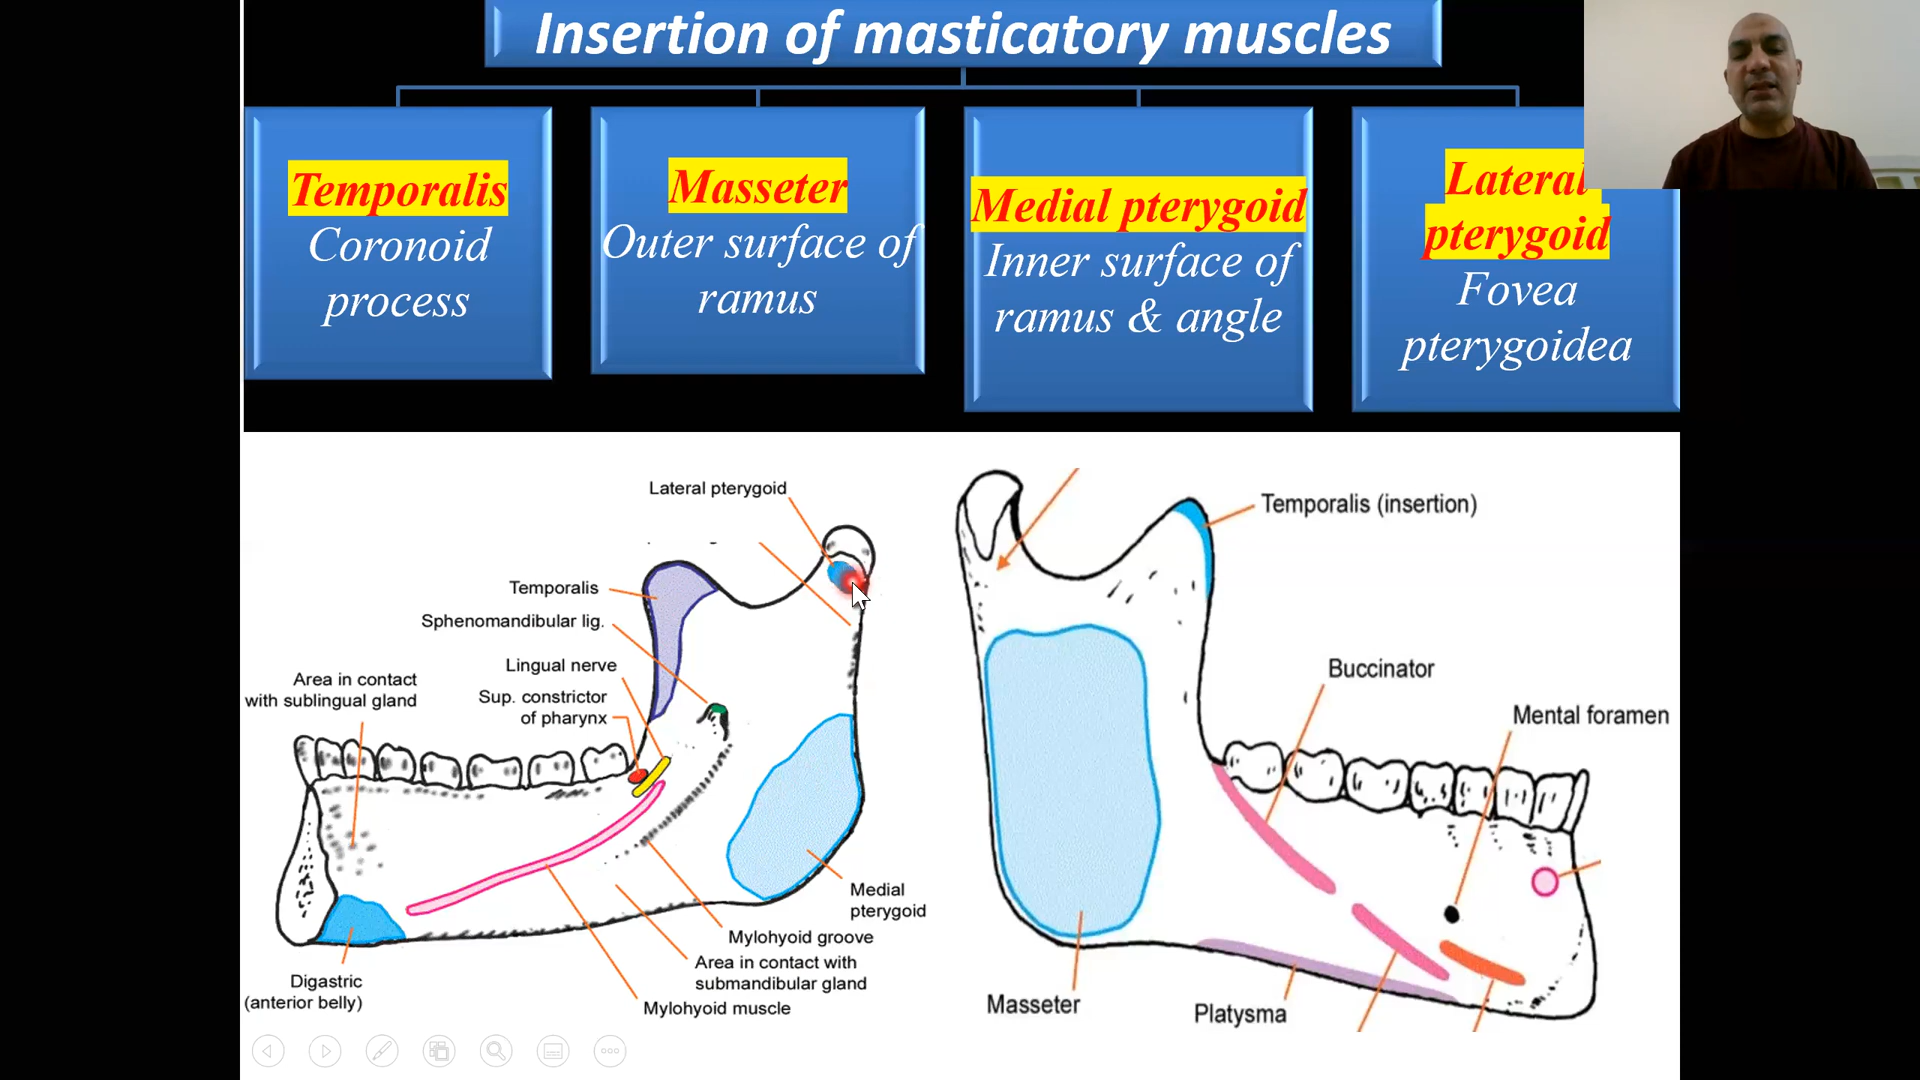 Insertion of masticatory muscles
Temporalis
Coronoid
process
Masseter
Outer surface of
ramus
Medial pterygoid
Inner surface of
ramus & angle
Lateral
pterygoid
Fovea
pterygoidea
Lateral pterygoid
Temporalis
Sphenomandibular lig.
Lingual nerve
Sup. constrictor
of pharynx
Area in contact
with sublingual gland
Digastric
(anterior belly)
Medial
pterygoid
Mylohyoid groove
Area in contact with
submandibular gland
Mylohyoid muscle
Temporalis (insertion)
Buccinator
Mental foramen
Masseter
Platysma